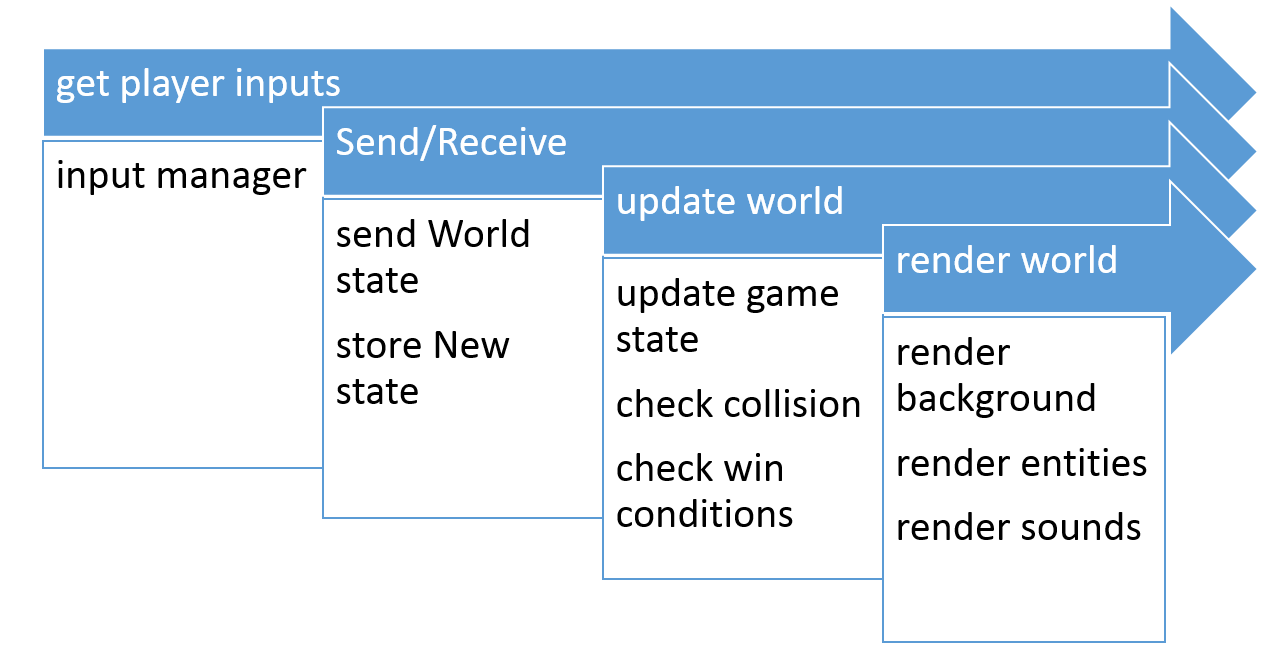 get player inputs
input manager
Send/Receive
send World
state
store New
state
update world
update game
state
check collision
check win
conditions
render world
render
background
render entities
render sounds